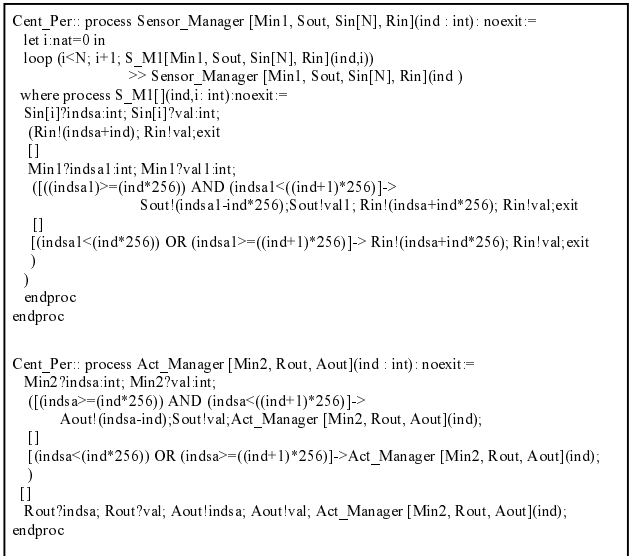 Cent_Per:: process Sensor_Manager [Min1, Sout, Sin[N], Rin](ind : int): noexit:=
let i:nat=0 in
loop (i<N; i+1; S_M1[Min1, Sout, Sin[N], Rin](ind,i))
>> Sensor_Manager [Min1, Sout, Sin[N], Rin](ind )
where process S_M1[](ind,i: int):noexit:=
Sin[i]?indsa:int; Sin[i]?val:int;
(Rin!(indsa+ind); Rin!val;exit
[]
Min1?indsa1:int; Min1?val1:int;
([((indsa1)>=(ind*256)) AND (indsa1<((ind+1)*256)]->
Sout!(indsa1-ind*256);Sout!val1; Rin!(indsa+ind*256); Rin!val;exit
[]
[(indsa1<(ind*256)) OR (indsa1>=((ind+1)*256)]-> Rin!(indsa+ind*256); Rin!val;exit
)
)
endproc
endproc
Cent_Per:: process Act_Manager [Min2, Rout, Aout](ind : int): noexit:=
Min2?indsa:int; Min2?val:int;
([(indsa>=(ind*256)) AND (indsa<((ind+1)*256)]->
Aout!(indsa-ind);Sout!val;Act_Manager [Min2, Rout, Aout](ind);
[]
[(indsa<(ind*256)) OR (indsa>=((ind+1)*256)]->Act_Manager [Min2, Rout, Aout](ind);
)
[]
Rout?indsa; Rout?val; Aout!indsa; Aout!val; Act_Manager [Min2, Rout, Aout](ind);
endproc